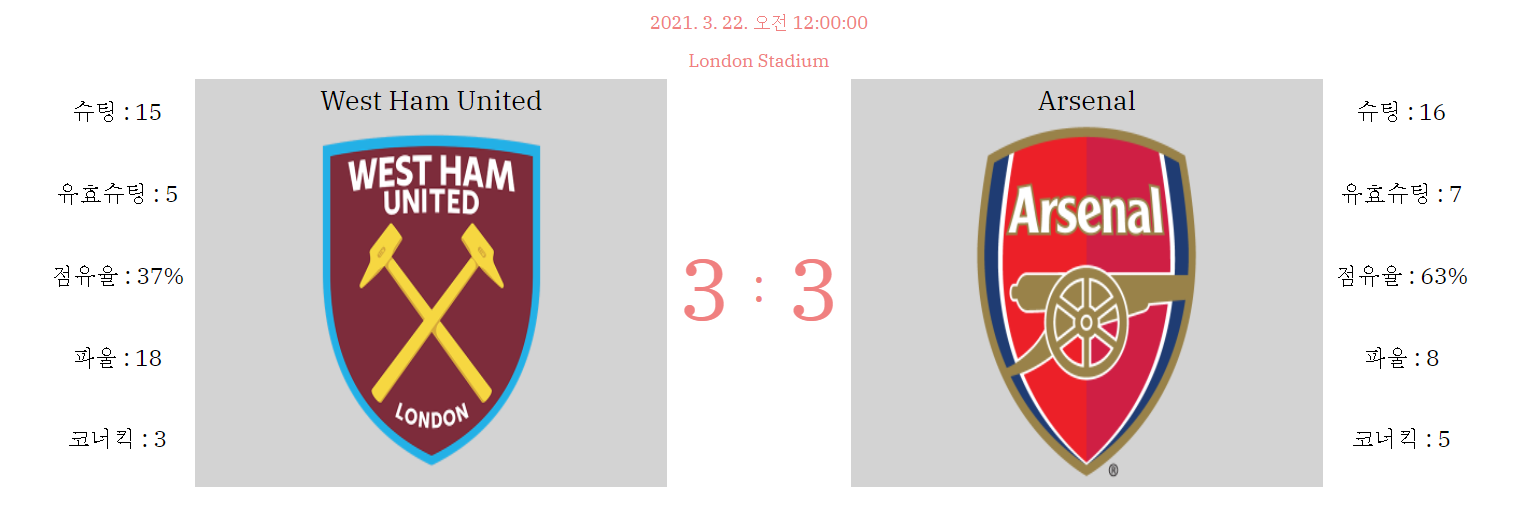 2021. 3. 22. 오전 12:00:00
London Stadium
슈팅 : 15
유효슈팅 : 5
점유율 : 37%
파울 : 18
코너킥 : 3
West Ham United
WEST HAM
UNITED
LONDON
3 : 3
Arsenal
Arsenal
®
슈팅 : 16
유효슈팅 : 7
점유율 : 63%
파울 : 8
코너킥 : 5